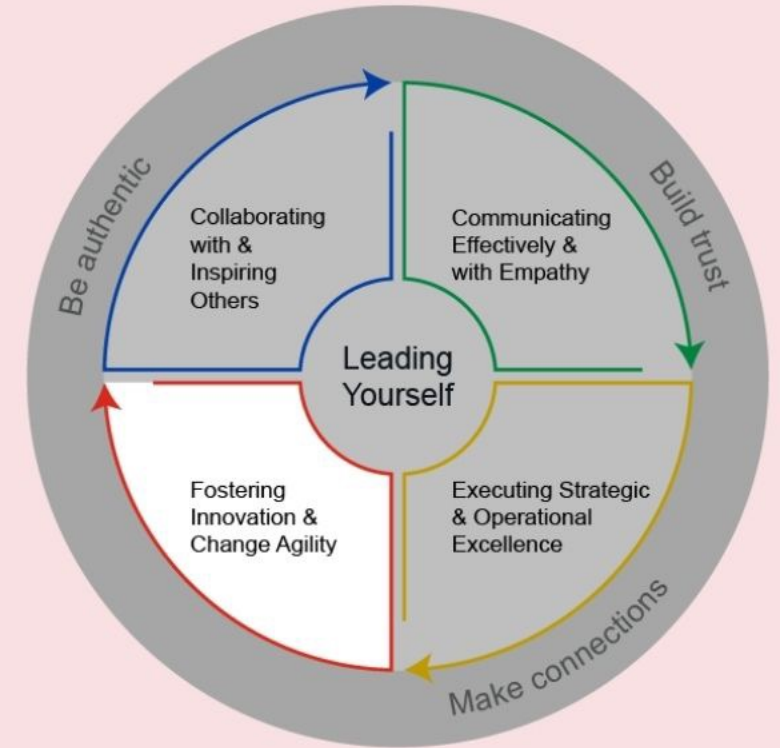 Be authentic
Build trust
Collaborating
with &
Inspiring
Others
Communicating
Effectively &
with Empathy
Leading
Yourself
Fostering
Innovation &
Change Agility
Executing Strategic
& Operational
Excellence
Make connections